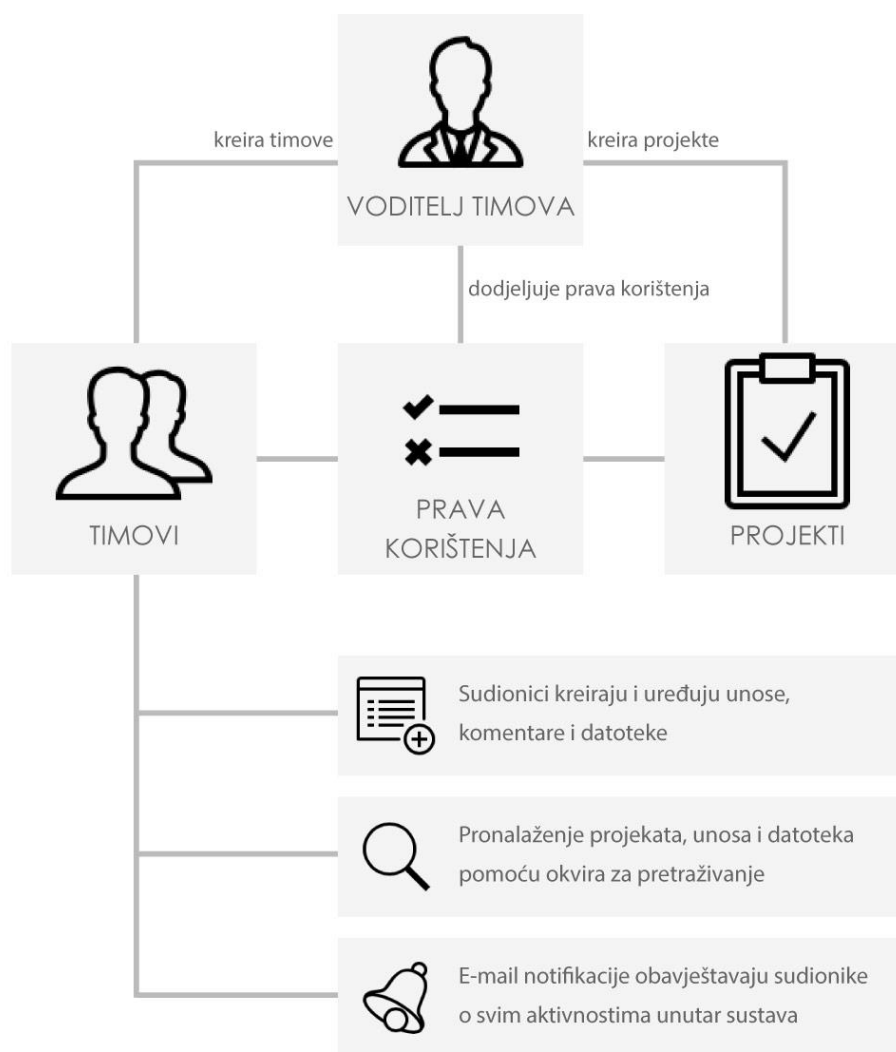 kreira timove
kreira projekte
VODITELJ TIMOVA
dodjeljuje prava korištenja
TIMOVI
PRAVA
KORIŠTENJA
PROJEKTI
Sudionici kreiraju i uređuju unose,
komentare i datoteke
Pronalaženje projekata, unosa i datoteka
pomoću okvira za pretraživanje
E-mail notifikacije obavještavaju sudionike
o svim aktivnostima unutar sustava